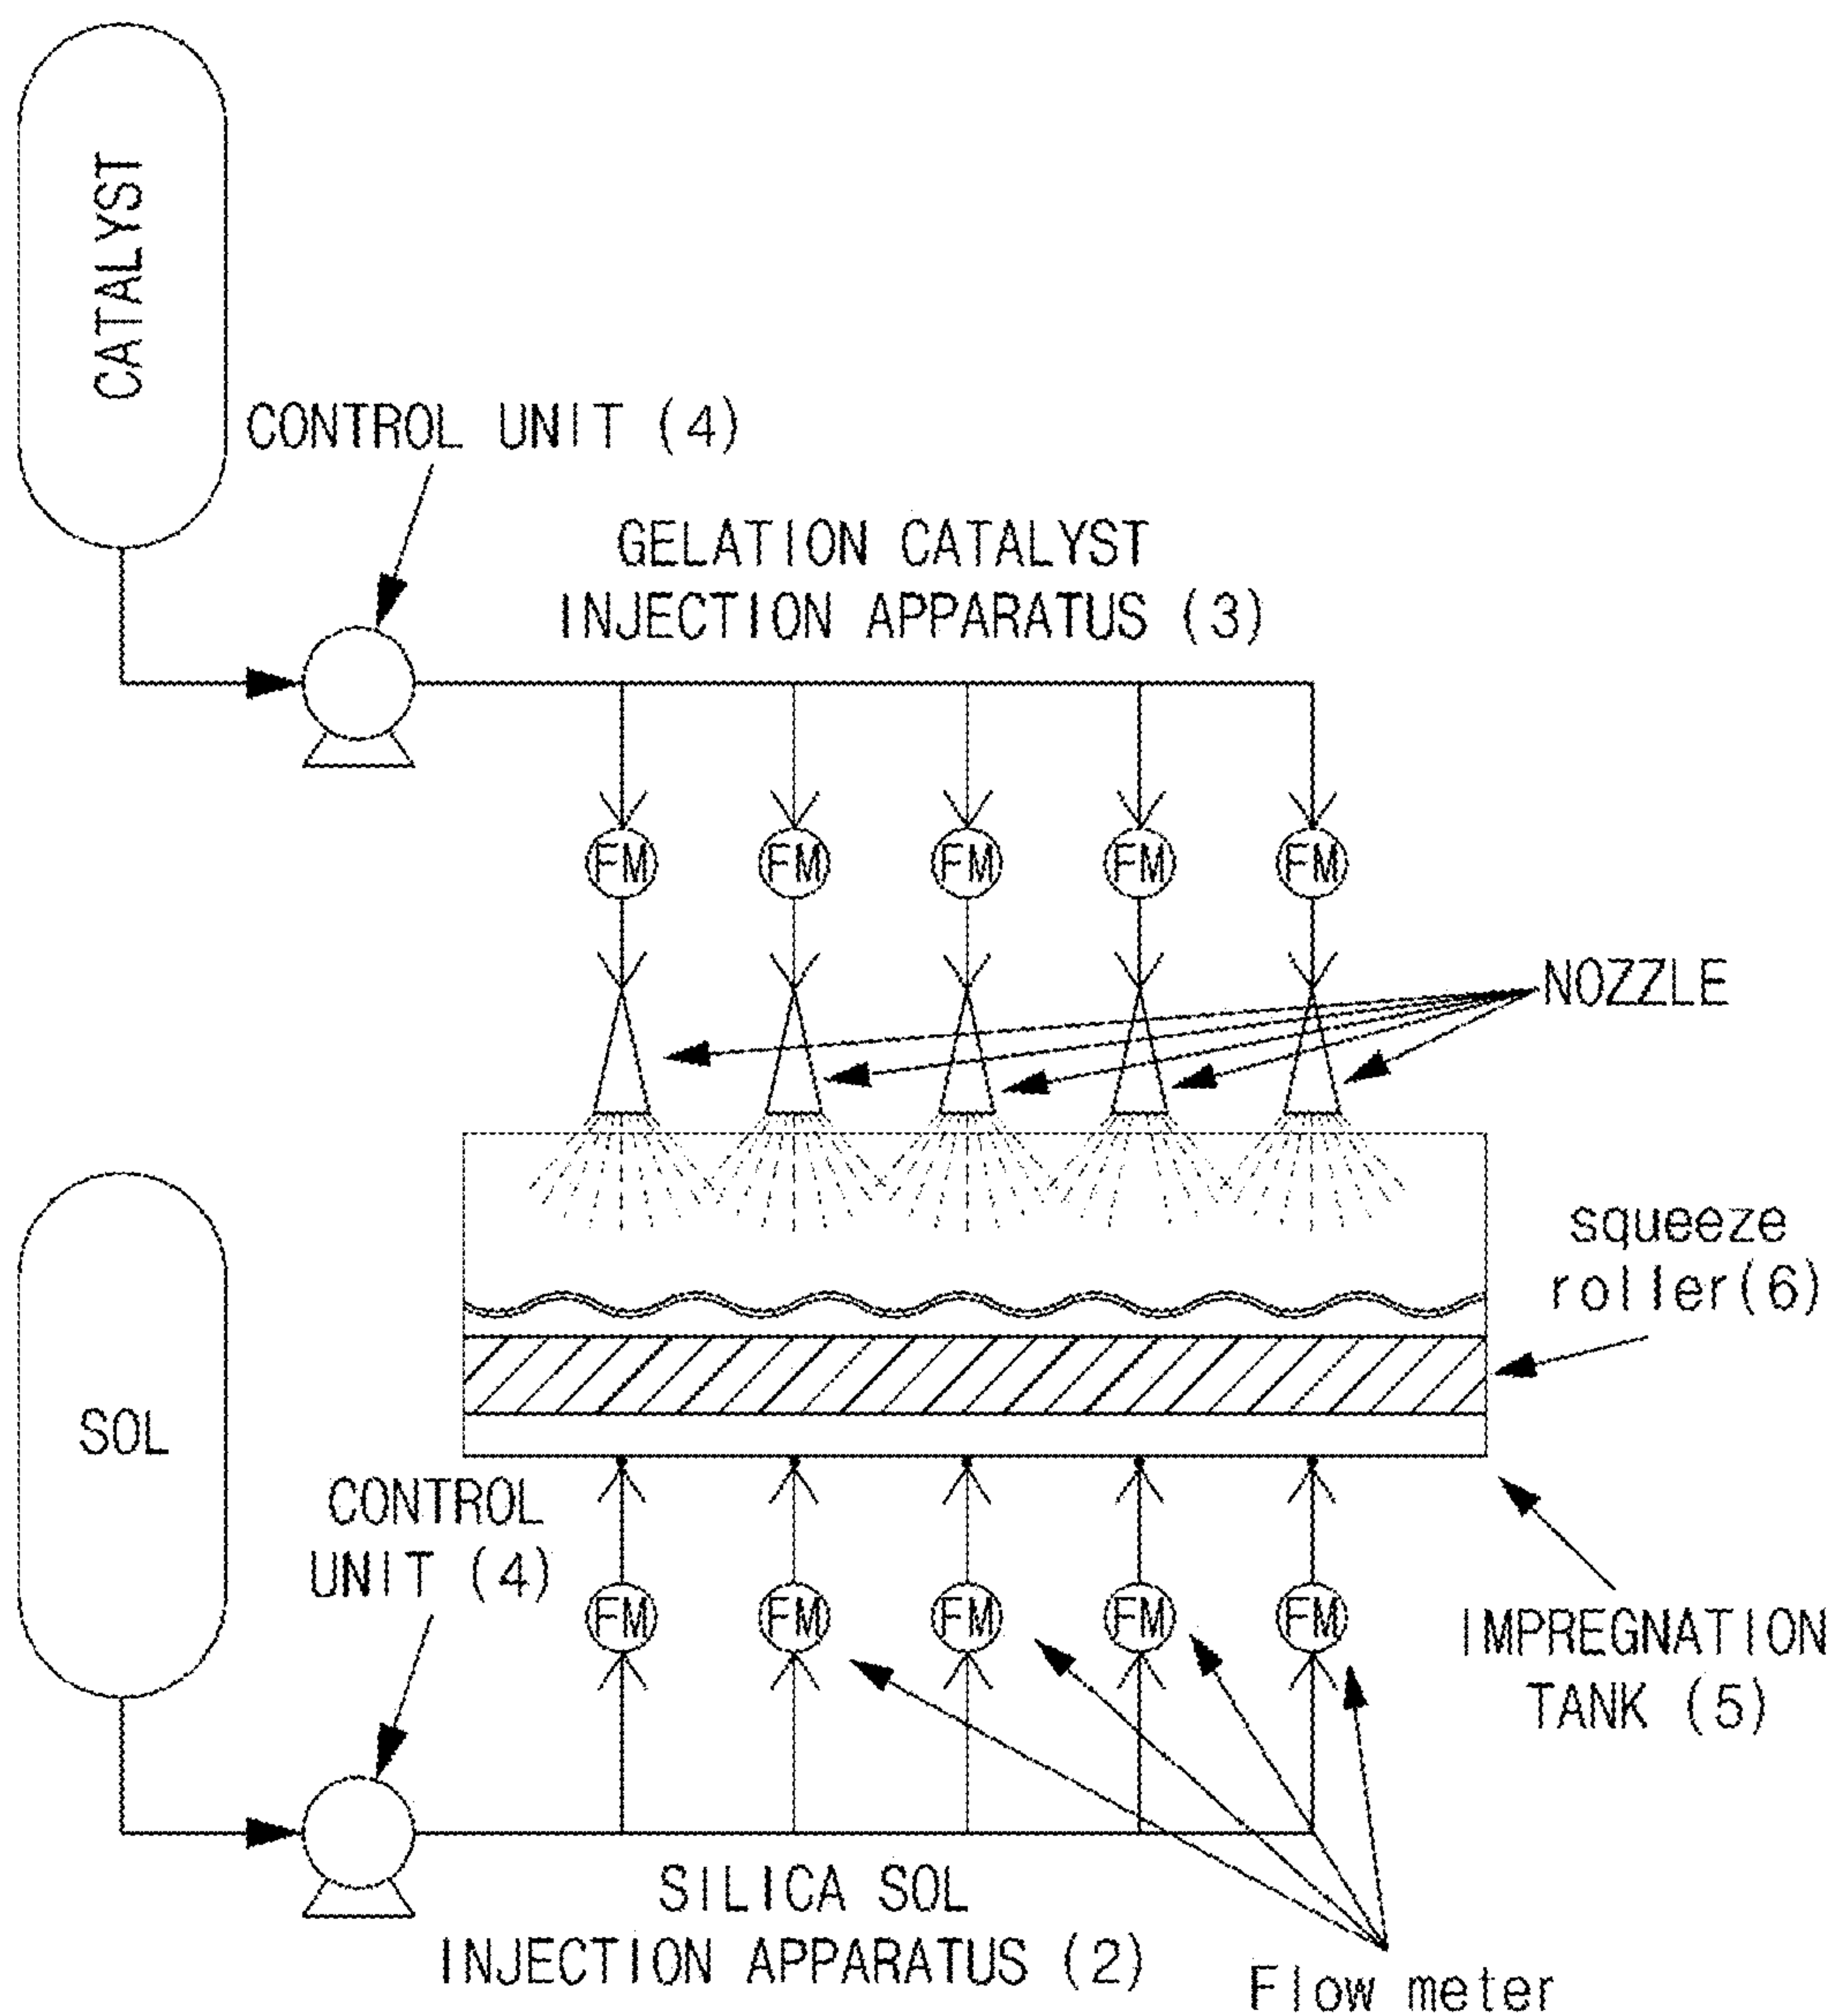 CATALYST
CONTROL UNIT (4)
GELATION CATALYST
INJECTION APPARATUS (3)
FM FM FM FM FM
NOZZLE
squeeze
roller(6)
SOL
CONTROL
UNIT (4)
FM FM FM FM FM
IMPREGNATION
TANK (5)
SILICA SOL
INJECTION APPARATUS (2)
Flow meter